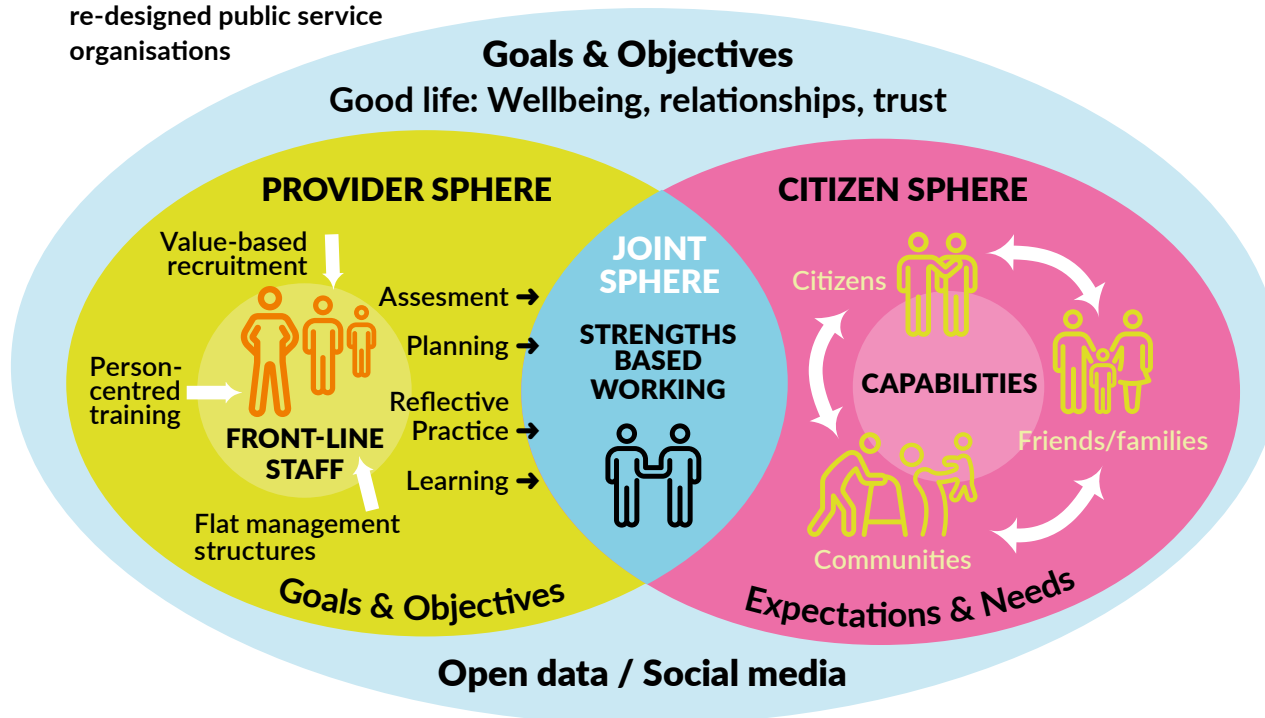 re-designed public service
organisations
Goals & Objectives
Good life: Wellbeing, relationships, trust
PROVIDER SPHERE
Value-based
recruitment
Person-
centred
training
FRONT-LINE
STAFF
Flat management
structures
Assesment
Planning
Reflective
Practice
Learning
Goals & Objectives
JOINT
SPHERE
STRENGTHS
BASED
WORKING
CITIZEN SPHERE
Citizens
CAPABILITIES
Friends/families
Communities
Expectations & Needs
Open data / Social media